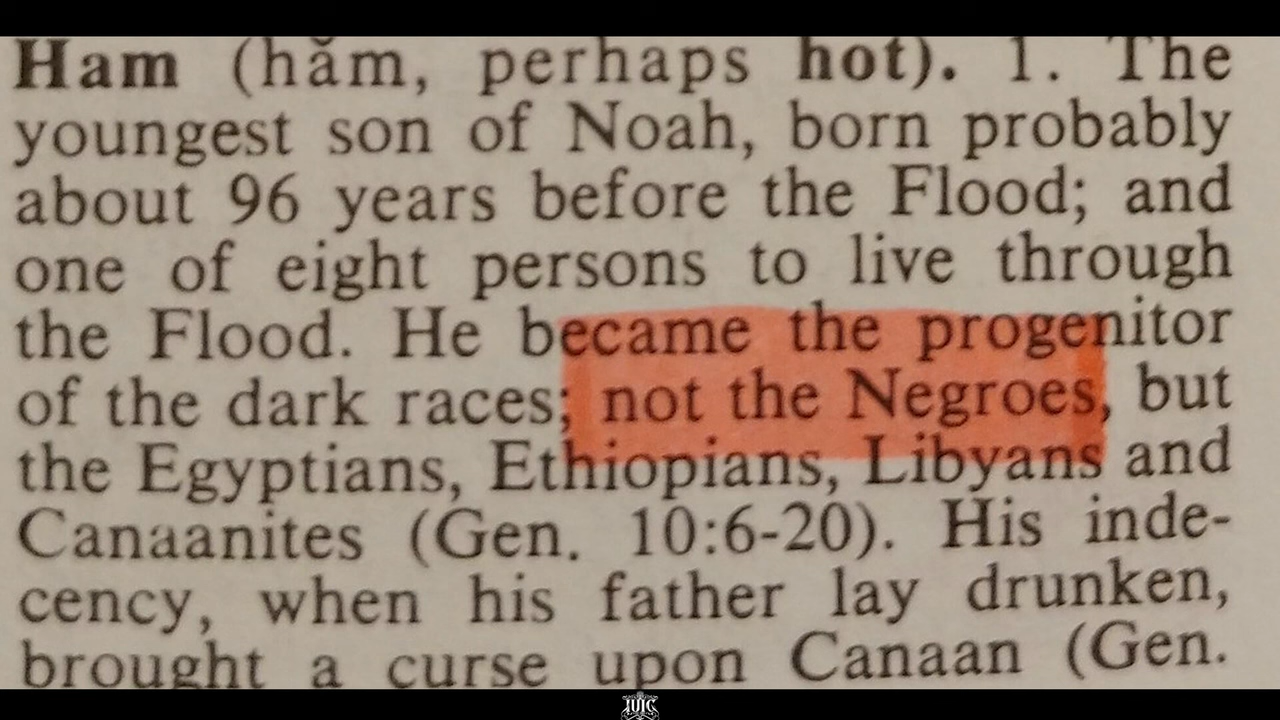 Ham (hăm, perhaps hot). 1. The
youngest son of Noah, born probably
about 96 years before the Flood; and
one of eight persons to live through
the Flood. He became the progenitor
of the dark races; not the Negroes, but
the Egyptians, Ethiopians, Libyans and
Canaanites (Gen. 10:6-20). His inde-
cency, when his father lay drunken,
brought a curse upon Canaan (Gen.
IUIC